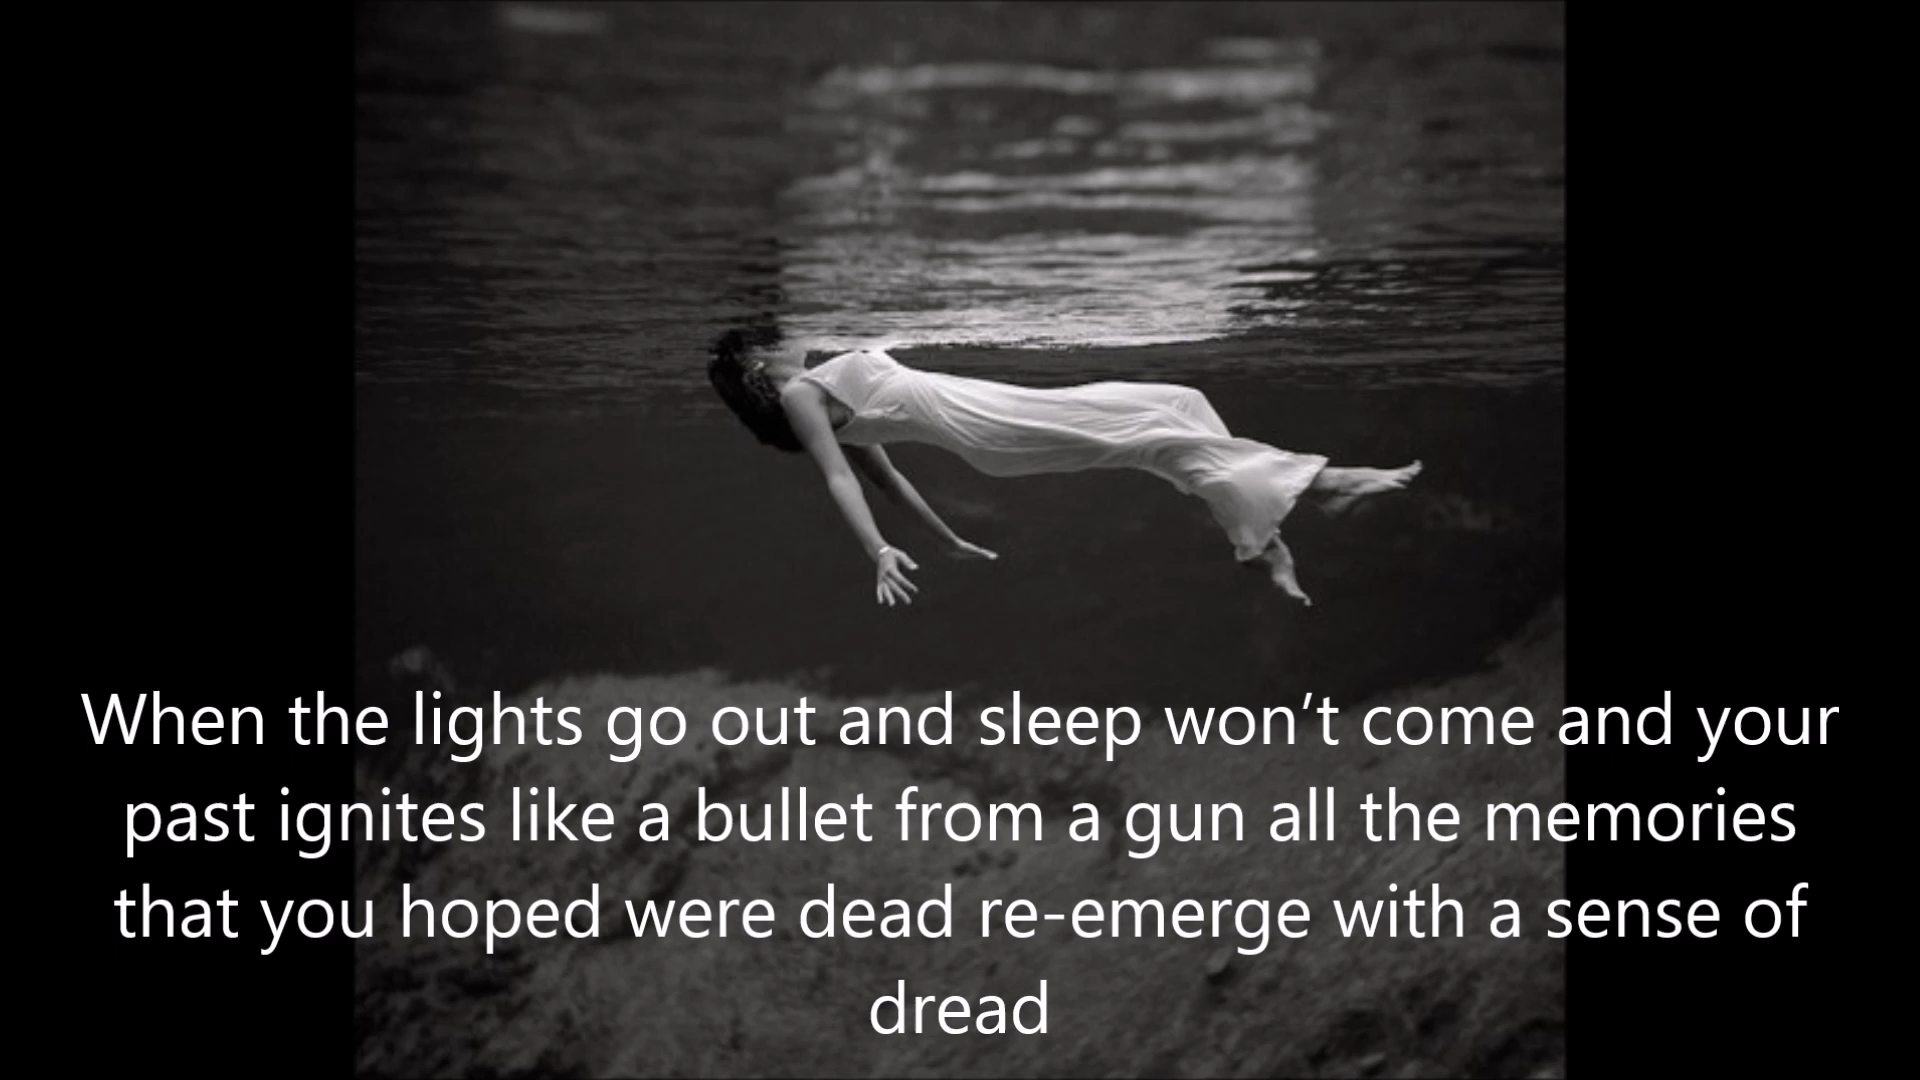 When the lights go out and sleep won’t come and your
past ignites like a bullet from a gun all the memories
that you hoped were dead re-emerge with a sense of
dread